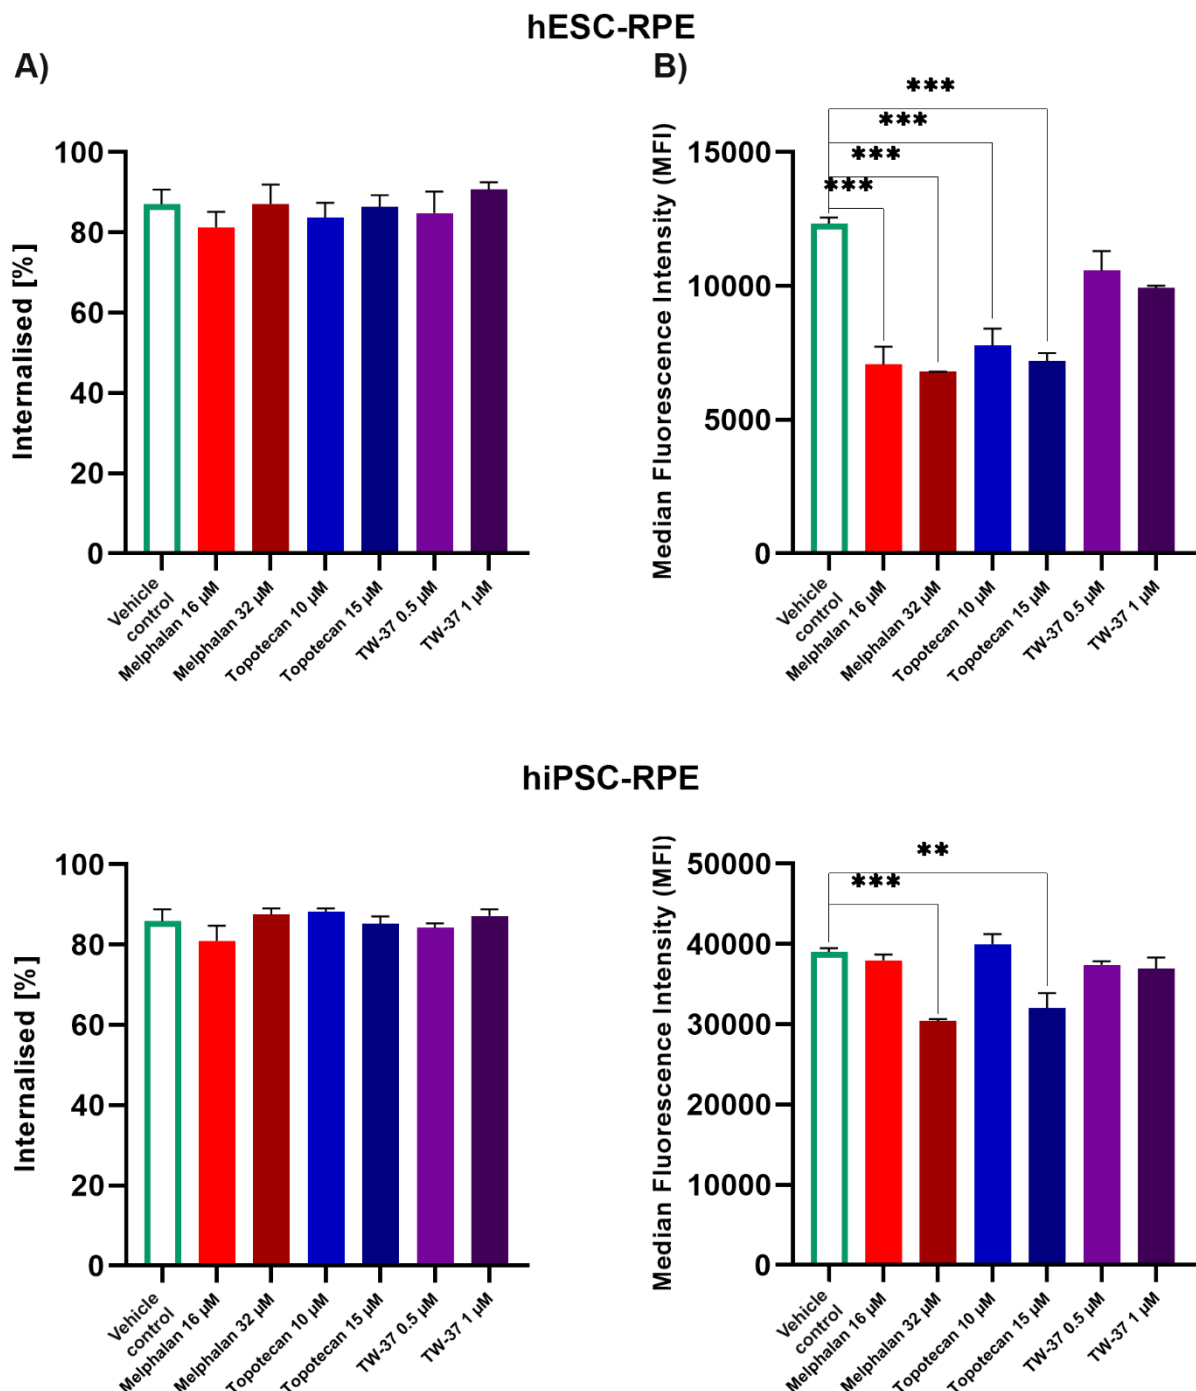 hESC-RPE
A)
B)
Internalised [%]
100
80
60
40
20
0
Vehicle
control
Melphalan 16 µM
Melphalan 32 µM
Topotecan 10 µM
Topotecan 15 µM
TW-37 0.5 µM
TW-37 1 µM
Median Fluorescence Intensity (MFI)
15000
10000
5000
0
***
***
***
***
Vehicle
control
Melphalan 16 µM
Melphalan 32 µM
Topotecan 10 µM
Topotecan 15 µM
TW-37 0.5 µM
TW-37 1 µM
hiPSC-RPE
Internalised [%]
100
80
60
40
20
0
Vehicle
control
Melphalan 16 µM
Melphalan 32 µM
Topotecan 10 µM
Topotecan 15 µM
TW-37 0.5 µM
TW-37 1 µM
Median Fluorescence Intensity (MFI)
50000
40000
30000
20000
10000
0
**
***
Vehicle
control
Melphalan 16 µM
Melphalan 32 µM
Topotecan 10 µM
Topotecan 15 µM
TW-37 0.5 µM
TW-37 1 µM